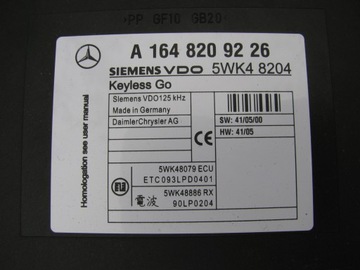 PP GF10 GB20
A 164 820 92 26
SIEMENS VDO 5WK4 8204
Keyless Go
Siemens VDO125 kHz
Made in Germany
DaimlerChrysler AG
SW: 41/05/00
HW: 41/05
Homologation see user manual
5WK48079 ECU
ETC093LPD0401
5WK48886 RX
電波 90LP0204